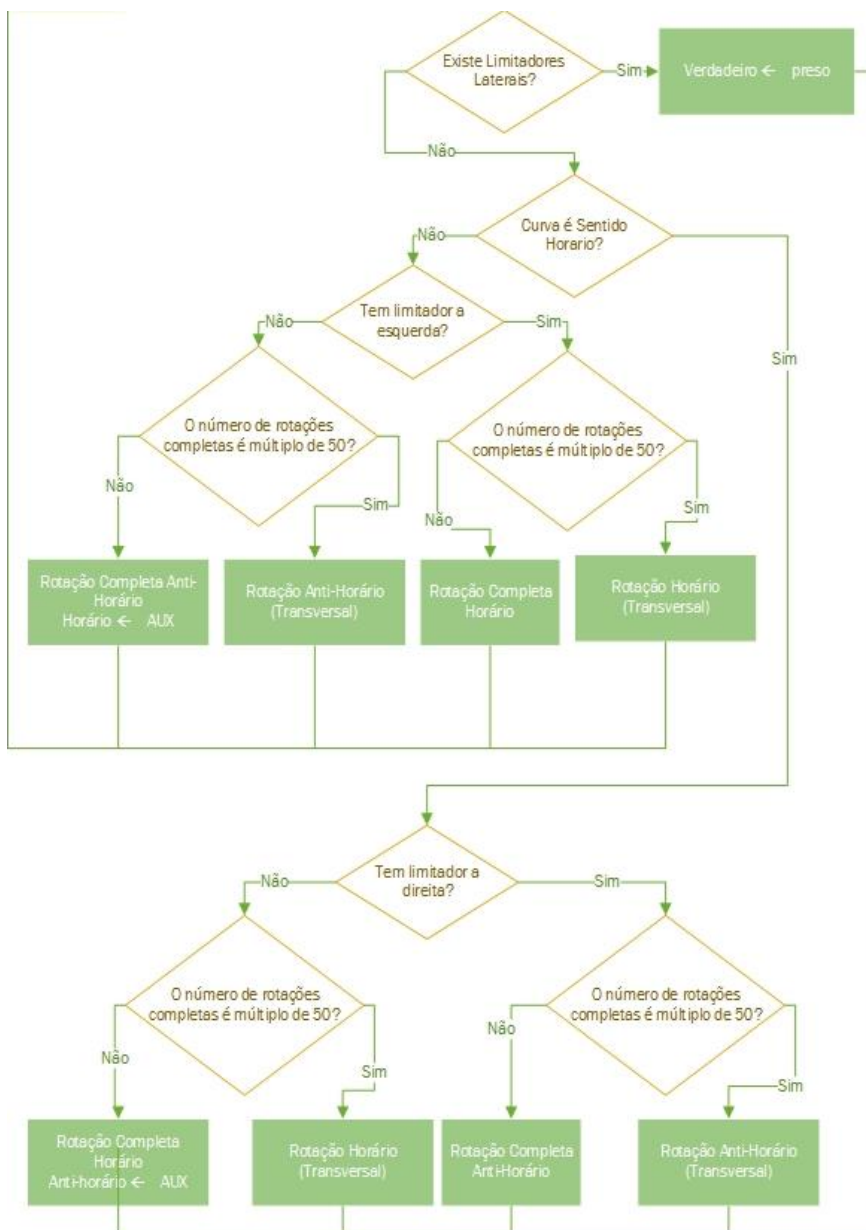 Existe Limitadores
Laterais?
Sim
Verdadeiro ← preso
Não
Curva é Sentido
Horario?
Não
Sim
Tem limitador a
esquerda?
Não
Sim
O número de rotações
completas é múltiplo de 50?
Não
Sim
O número de rotações
completas é múltiplo de 50?
Não
Sim
Rotação Completa Anti-
Horário
Horário ← AUX
Rotação Anti-Horário
(Transversal)
Rotação Completa
Horário
Rotação Horário
(Transversal)
Tem limitador a
direita?
Não
Sim
O número de rotações
completas é múltiplo de 50?
Não
Sim
O número de rotações
completas é múltiplo de 50?
Não
Sim
Rotação Completa
Horário
Anti-horário ← AUX
Rotação Horário
(Transversal)
Rotação Completa
Anti-Horário
Rotação Anti-Horário
(Transversal)